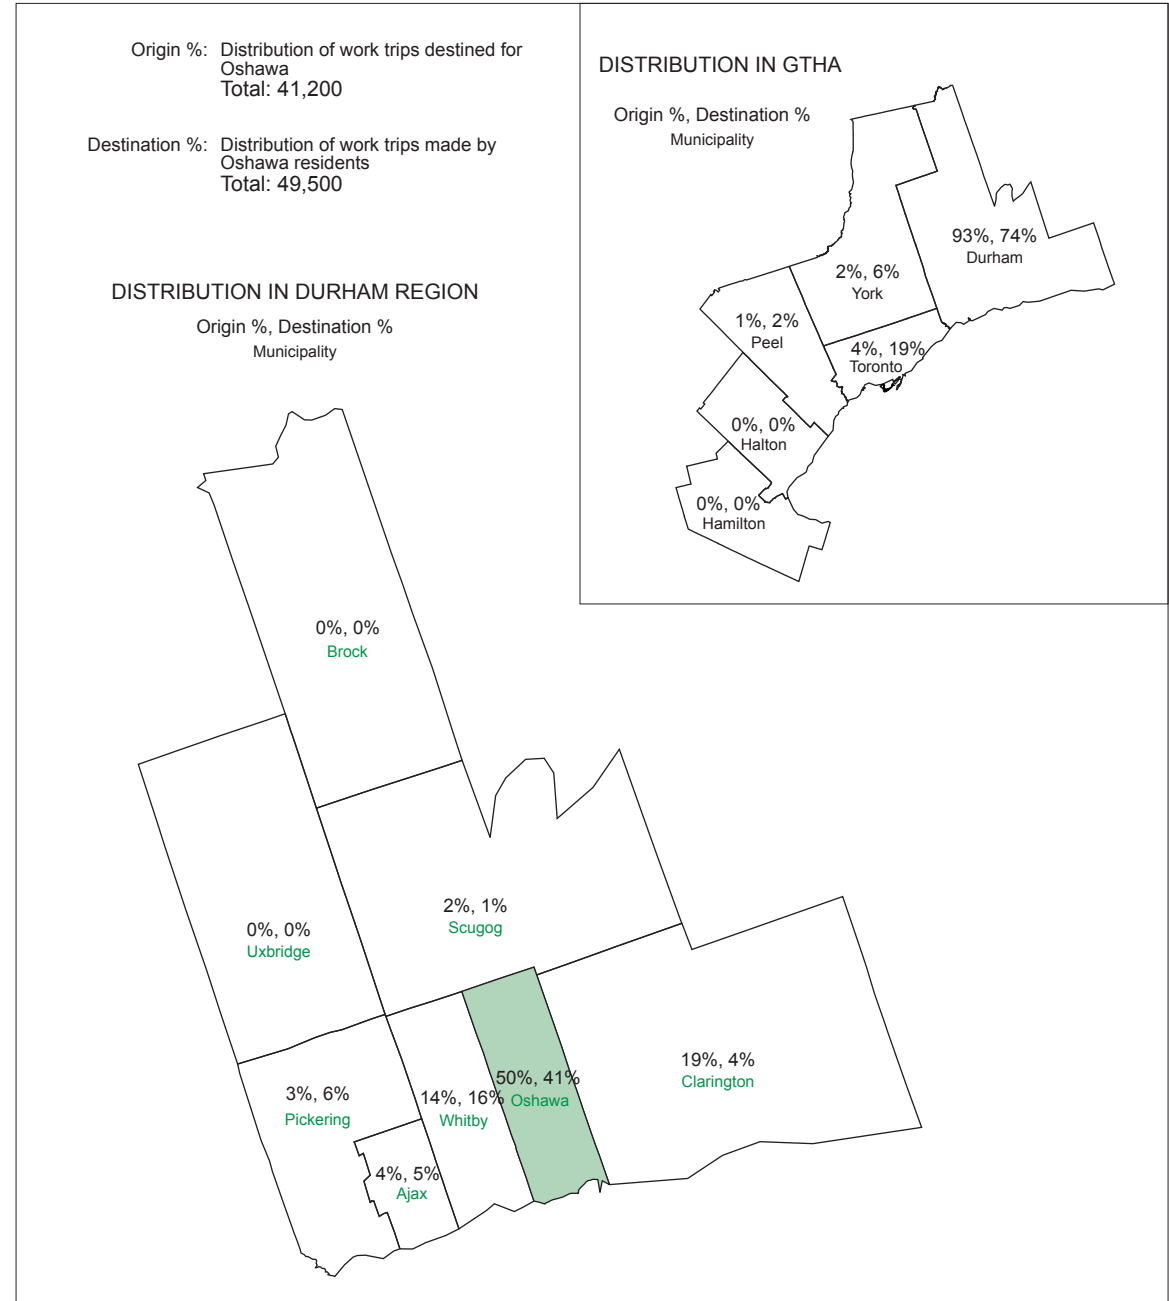 Origin %: Distribution of work trips destined for
Oshawa
Total: 41,200
Destination %: Distribution of work trips made by
Oshawa residents
Total: 49,500
DISTRIBUTION IN GTHA
Origin %, Destination %
Municipality
93%, 74%
Durham
2%, 6%
York
1%, 2%
Peel
4%, 19%
Toronto
0%, 0%
Halton
0%, 0%
Hamilton
DISTRIBUTION IN DURHAM REGION
Origin %, Destination %
Municipality
0%, 0%
Brock
2%, 1%
Scugog
0%, 0%
Uxbridge
19%, 4%
Clarington
50%, 41%
Oshawa
14%, 16%
Whitby
3%, 6%
Pickering
4%, 5%
Ajax